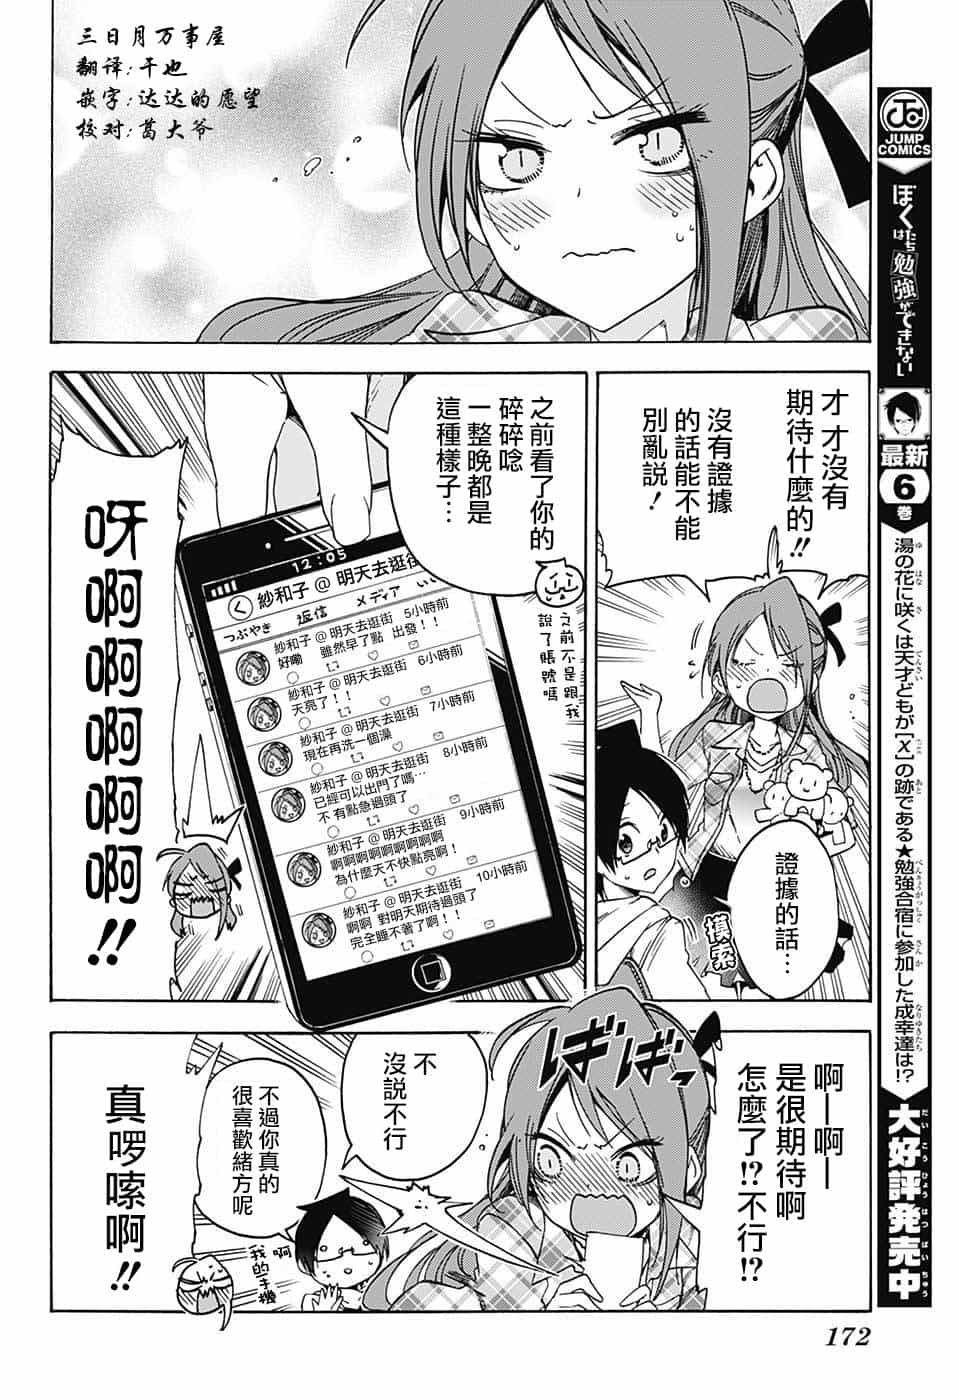 三日月万事屋
翻译:干也
嵌字:达达的愿望
校对:葛大爷
才才沒有
期待什麼的!!
沒有證據
的話能不能
別亂說!
證據的話…
摸索
之前看了你的
碎碎唸
一整晚都是
這種樣子…
之前不是跟我
說了賬號嗎
12:05
紗和子@明天去逛街
つぶやき
返信
メディア
いい
紗和子@明天去逛街 5小時前
好嘞 雖然早了點 出發!!
紗和子@明天去逛街 6小時前
天亮了!!
紗和子@明天去逛街 7小時前
現在再洗一個澡
紗和子@明天去逛街 8小時前
已經可以出門了嗎…
不 有點急過頭了
紗和子@明天去逛街 9小時前
啊啊啊啊啊啊啊啊啊
為什麼天不快點亮啊!
紗和子@明天去逛街 10小時前
啊啊 對明天期待過頭了
完全睡不著了啊!!
呀啊啊啊啊啊啊!!
啊—啊—
是很期待啊
怎麼了!?不行!?
ばばっ
不
沒說不行
不過你真的
很喜歡緒方呢
啊
我的手機
真啰嗦啊!!
172
JUMP
COMICS
ぼくたちは勉強ができない
最新6巻
湯の花に咲くは天才どもが[x]の跡である★勉強合宿に参加した成幸達は!?
大好評発売中